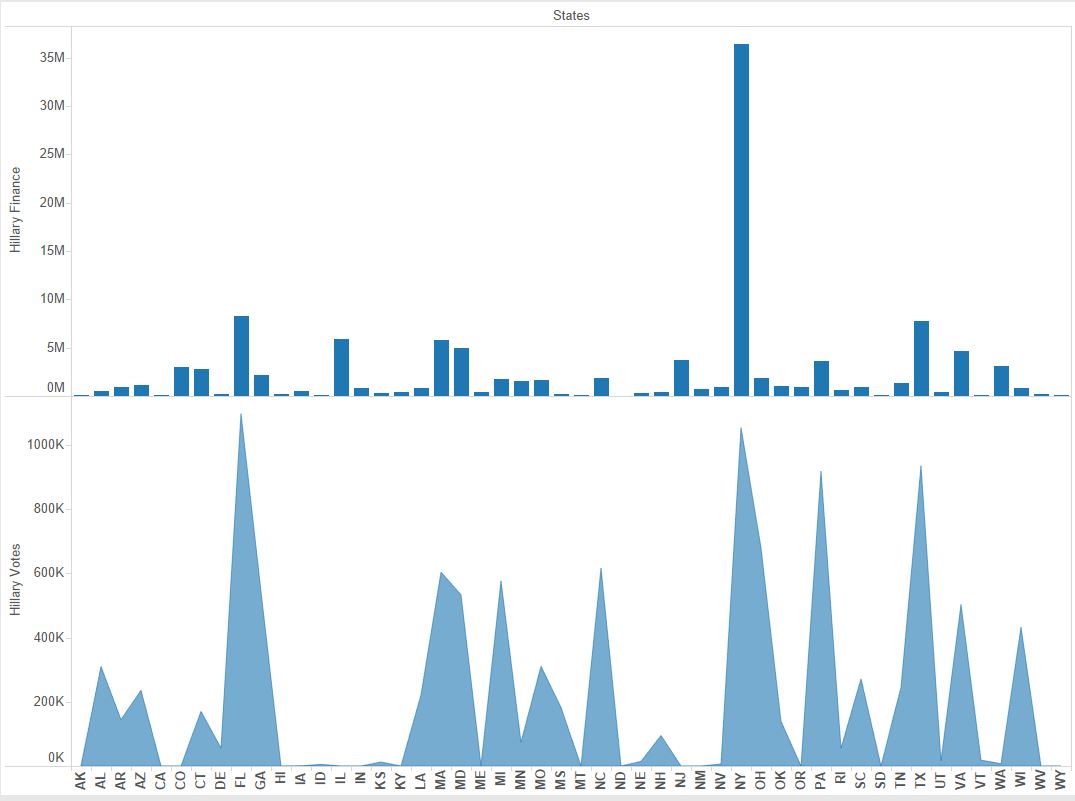 States
Hillary Finance
35M
30M
25M
20M
15M
10M
5M
0M
Hillary Votes
1000K
800K
600K
400K
200K
0K
AK AL AR AZ CA CO CT DE FL GA HI IA ID IL IN KS KY LA MA MD ME MI MN MO MS MT NC ND NE NH NJ NM NV NY OH OK OR PA RI SC SD TN TX UT VA VT WA WI WV WY